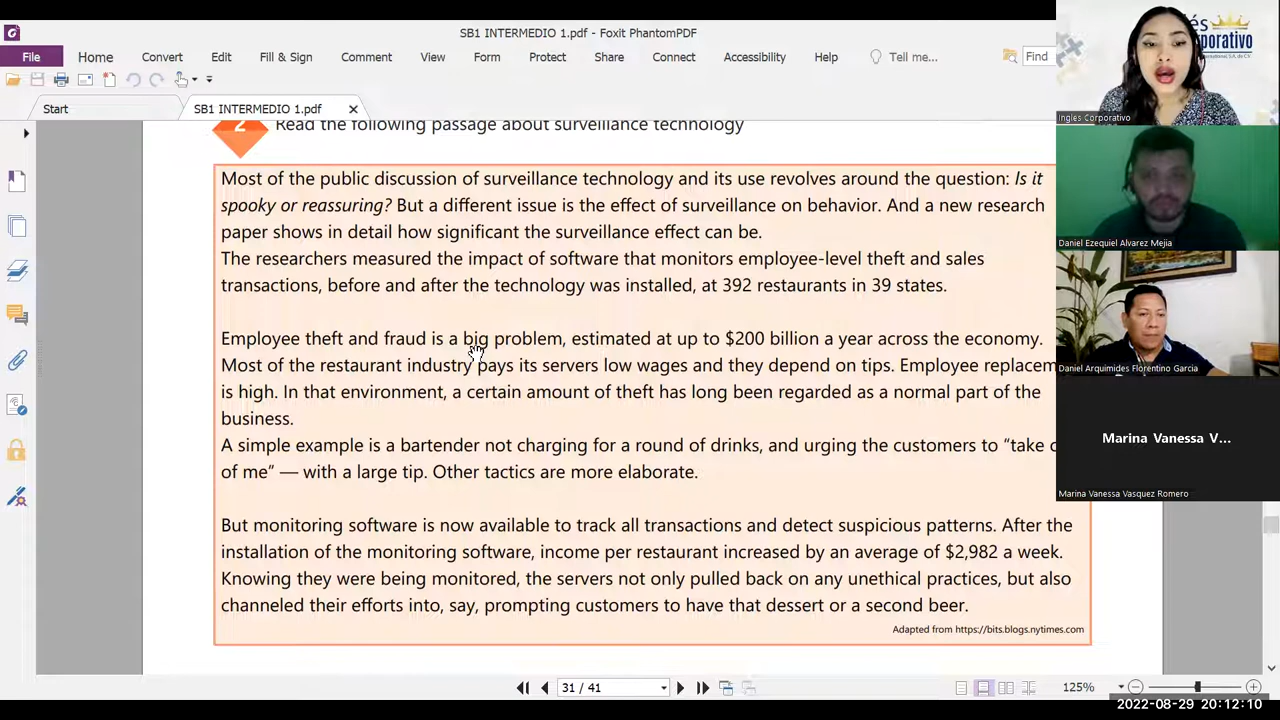 SB1 INTERMEDIO 1.pdf - Foxit PhantomPDF
File Home Convert Edit Fill & Sign Comment View Form Protect Share Connect Accessibility Help Tell me... Find
Start SB1 INTERMEDIO 1.pdf
2 Read the following passage about surveillance technology
Most of the public discussion of surveillance technology and its use revolves around the question: Is it
spooky or reassuring? But a different issue is the effect of surveillance on behavior. And a new research
paper shows in detail how significant the surveillance effect can be.
The researchers measured the impact of software that monitors employee-level theft and sales
transactions, before and after the technology was installed, at 392 restaurants in 39 states.
Employee theft and fraud is a big problem, estimated at up to $200 billion a year across the economy.
Most of the restaurant industry pays its servers low wages and they depend on tips. Employee replacem
is high. In that environment, a certain amount of theft has long been regarded as a normal part of the
business.
A simple example is a bartender not charging for a round of drinks, and urging the customers to “take c
of me” — with a large tip. Other tactics are more elaborate.
But monitoring software is now available to track all transactions and detect suspicious patterns. After the
installation of the monitoring software, income per restaurant increased by an average of $2,982 a week.
Knowing they were being monitored, the servers not only pulled back on any unethical practices, but also
channeled their efforts into, say, prompting customers to have that dessert or a second beer.
Adapted from https://bits.blogs.nytimes.com
31 / 41
125%
és
rporativo
Ingles Corporativo
Daniel Ezequiel Alvarez Mejia
Daniel Arquimides Florentino Garcia
Marina Vanessa V...
Marina Vanessa Vasquez Romero
2022-08-29 20:12:10